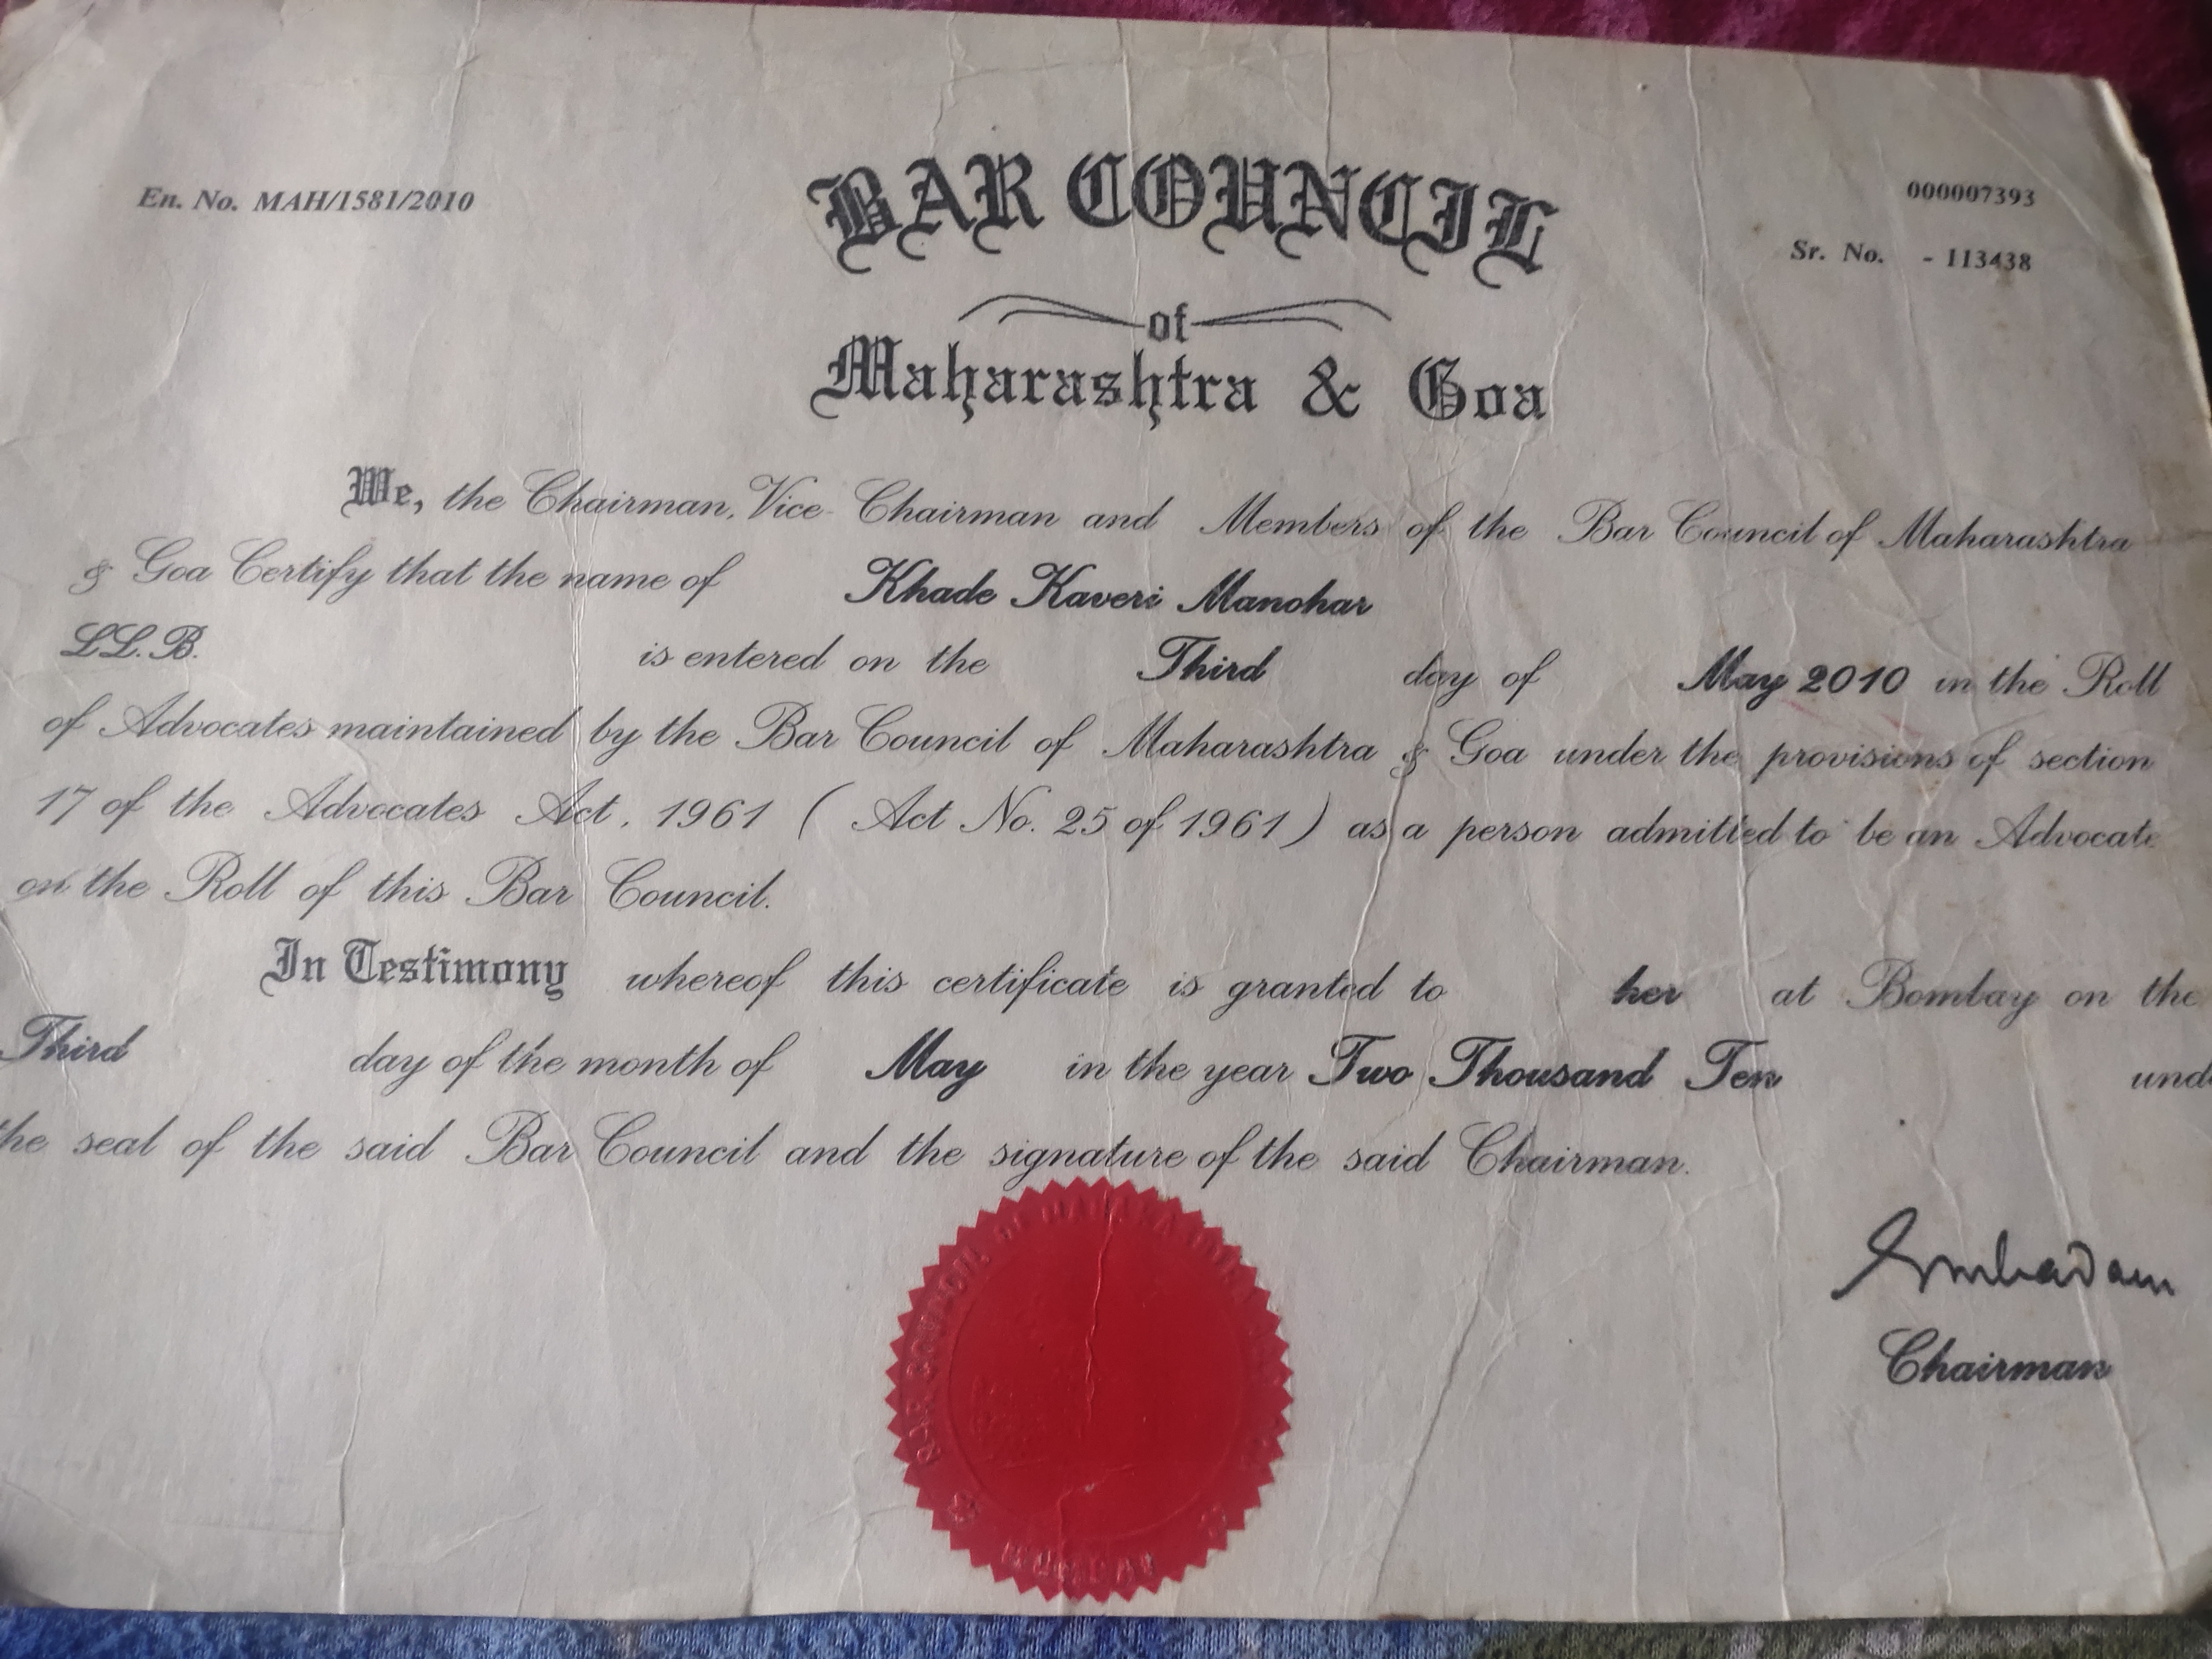 En. No. MAH/1581/2010
000007393
Sr. No. - 113438
BAR COUNCIL
of
Maharashtra & Goa
We, the Chairman, Vice-Chairman and Members of the Bar Council of Maharashtra
& Goa Certify that the name of Khade Kaveri Manohar
LL.B. is entered on the Third day of May 2010 in the Roll
of Advocates maintained by the Bar Council of Maharashtra & Goa under the provisions of section
17 of the Advocates Act, 1961 ( Act No. 25 of 1961 ) as a person admitted to be an Advocate
on the Roll of this Bar Council.
In Testimony whereof this certificate is granted to her at Bombay on the
Third day of the month of May in the year Two Thousand Ten und
the seal of the said Bar Council and the signature of the said Chairman.
Chairman